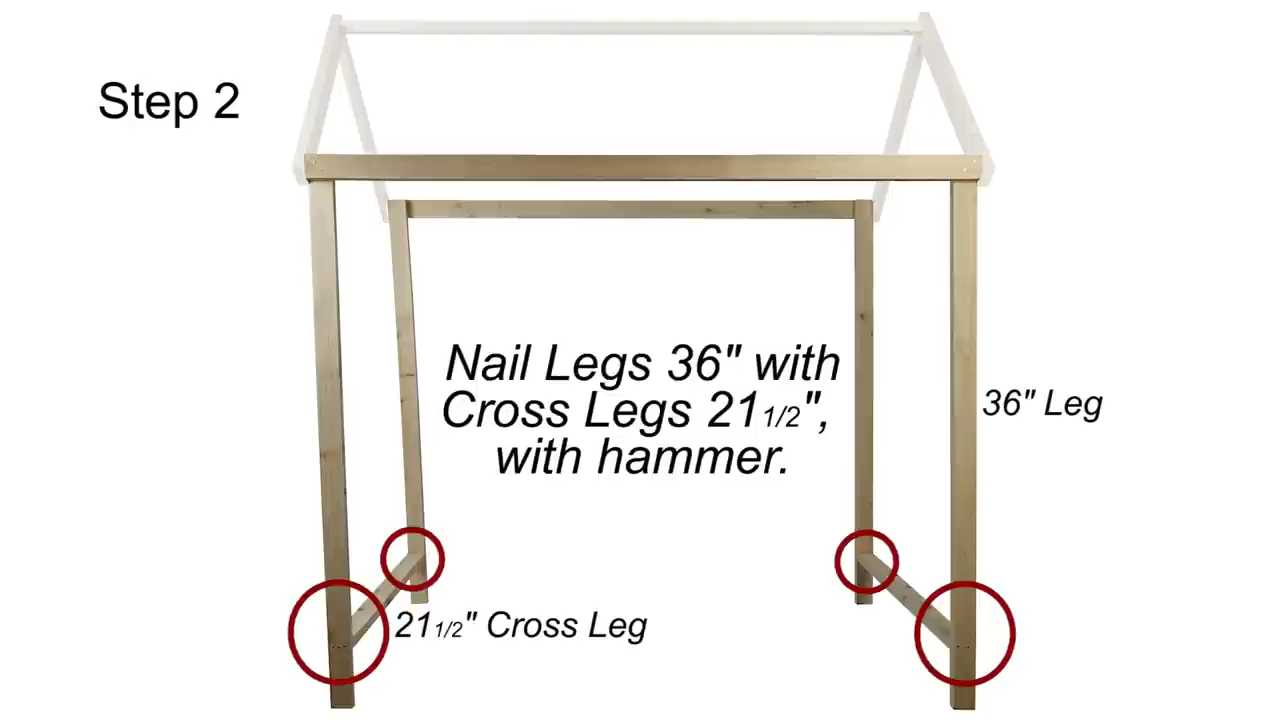 Step 2
Nail Legs 36" with
Cross Legs 21 1/2",
with hammer.
36" Leg
21 1/2" Cross Leg